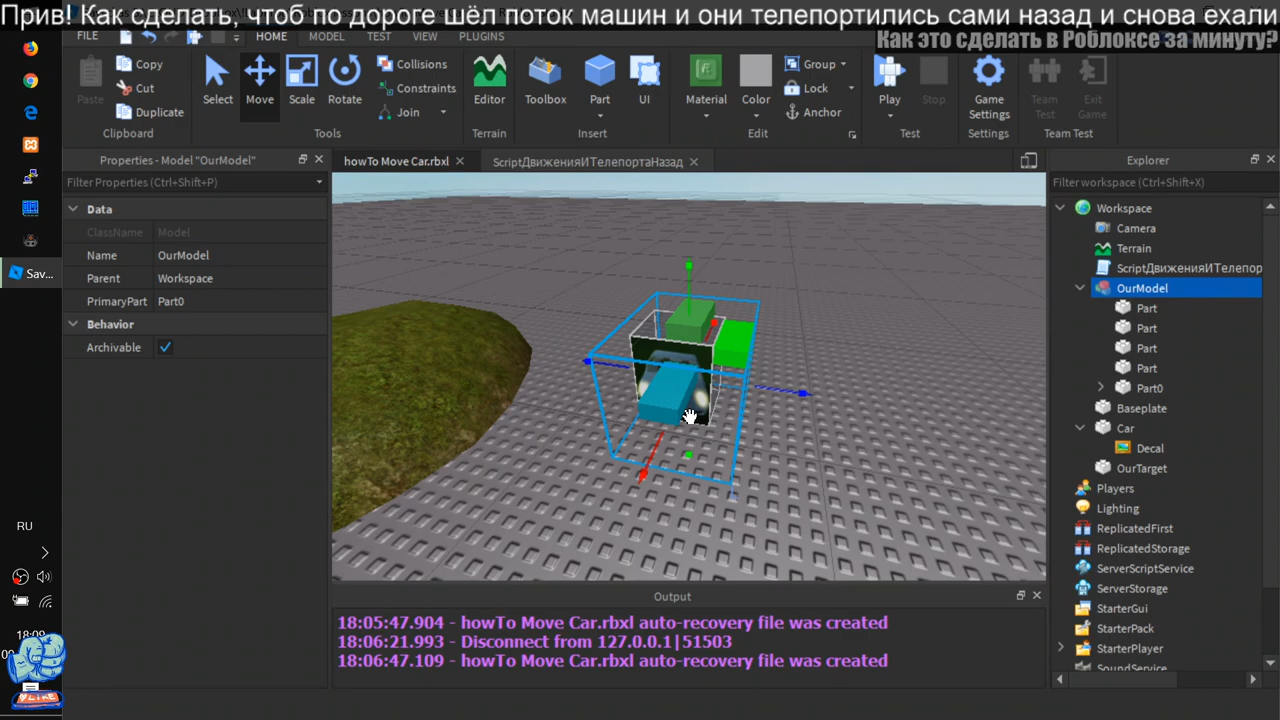 Прив! Как сделать, чтоб по дороге шёл поток машин и они телепортились сами назад и снова ехали
Как это сделать в Роблоксе за минуту?
FILE HOME MODEL TEST VIEW PLUGINS
Paste Copy Cut Duplicate Clipboard
Select Move Scale Rotate Collisions Constraints Join Tools
Editor Terrain
Toolbox Part UI Insert
Material Color Group Lock Anchor Edit
Play Stop Test
Game Settings Settings
Team Test Exit Game Team Test
Properties - Model "OurModel"
Filter Properties (Ctrl+Shift+P)
Data
ClassName Model
Name OurModel
Parent Workspace
PrimaryPart Part0
Behavior
Archivable
howTo Move Car.rbxl
СкриптДвиженияИТелепортаНазад
Explorer
Filter workspace (Ctrl+Shift+X)
Workspace
Camera
Terrain
СкриптДвиженияИТелепор
OurModel
Part
Part
Part
Part
Part0
Baseplate
Car
Decal
OurTarget
Players
Lighting
ReplicatedFirst
ReplicatedStorage
ServerScriptService
ServerStorage
StarterGui
StarterPack
StarterPlayer
SoundService
Output
18:05:47.904 - howTo Move Car.rbxl auto-recovery file was created
18:06:21.993 - Disconnect from 127.0.0.1|51503
18:06:47.109 - howTo Move Car.rbxl auto-recovery file was created
Sav...
RU
18:09
LIKE